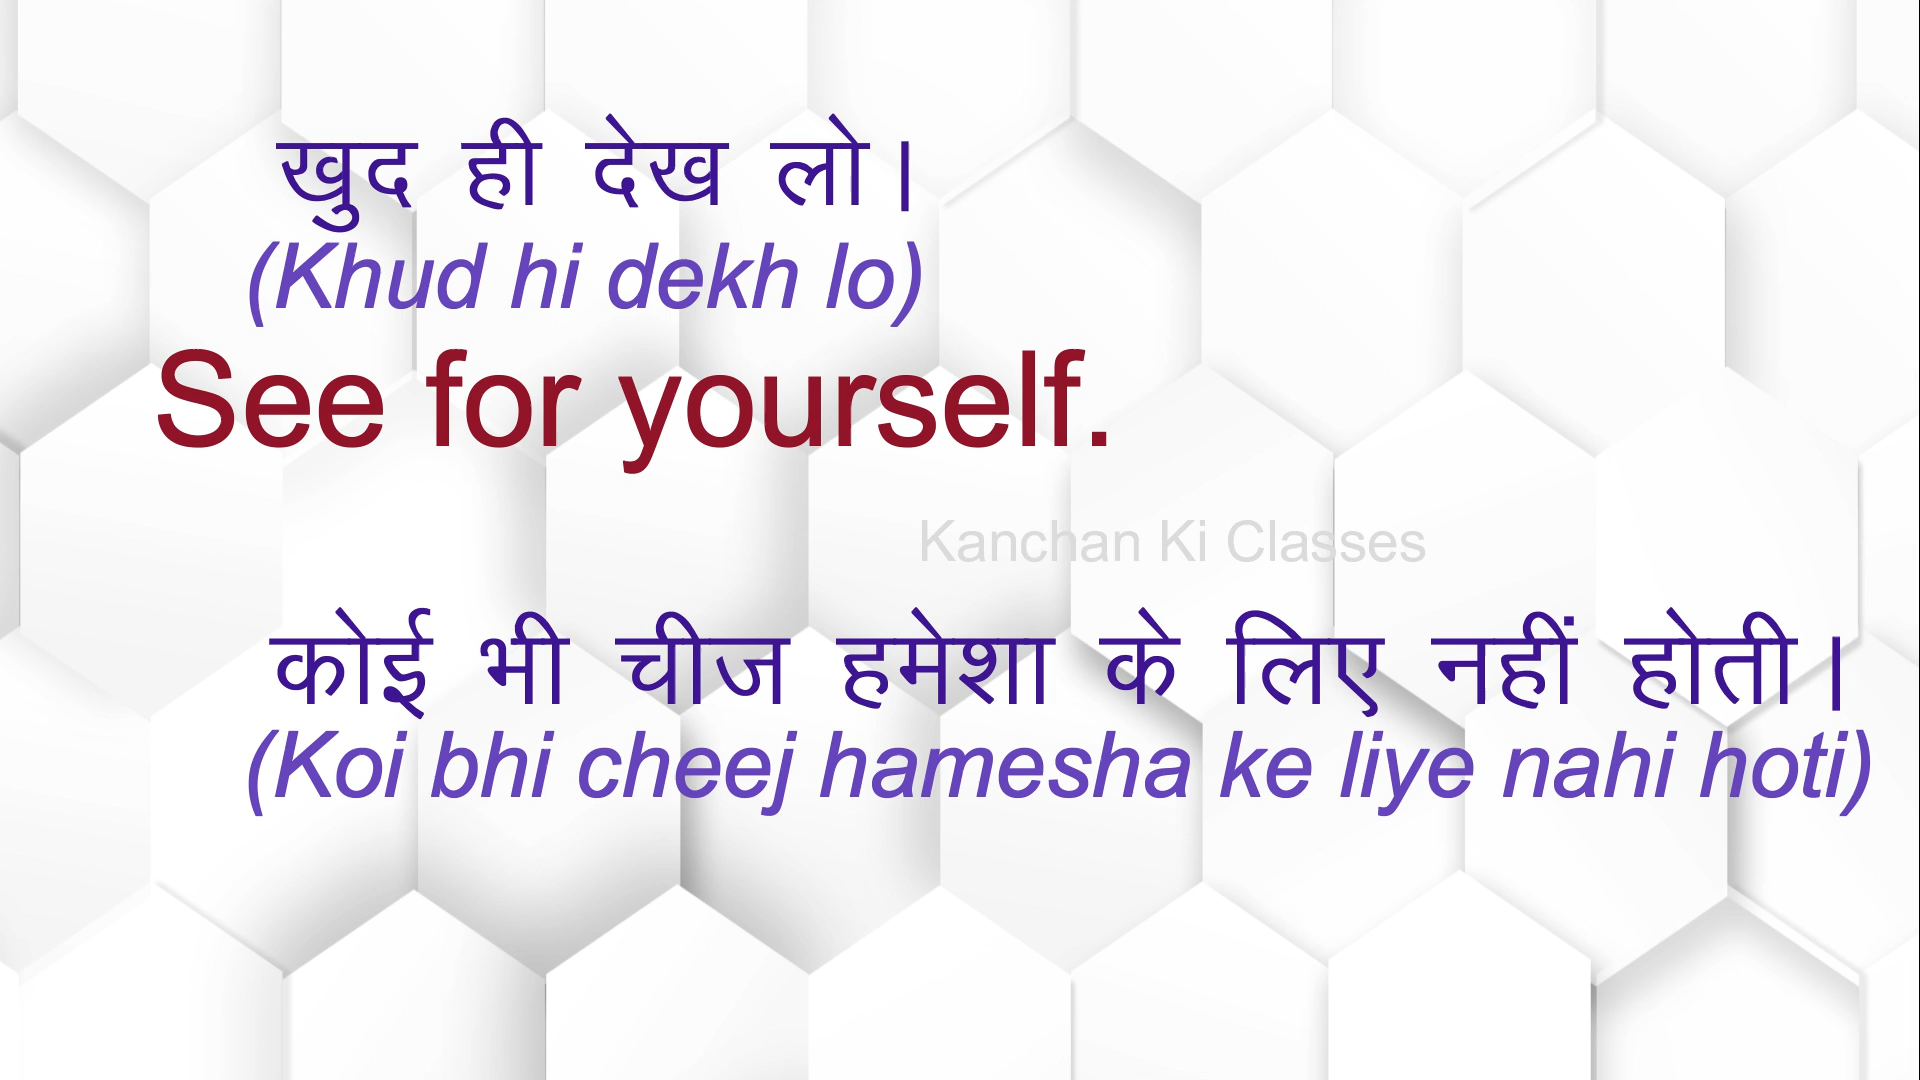 खुद ही देख लो।
(Khud hi dekh lo)
See for yourself.
Kanchan Ki Classes
कोई भी चीज हमेशा के लिए नहीं होती।
(Koi bhi cheej hamesha ke liye nahi hoti)